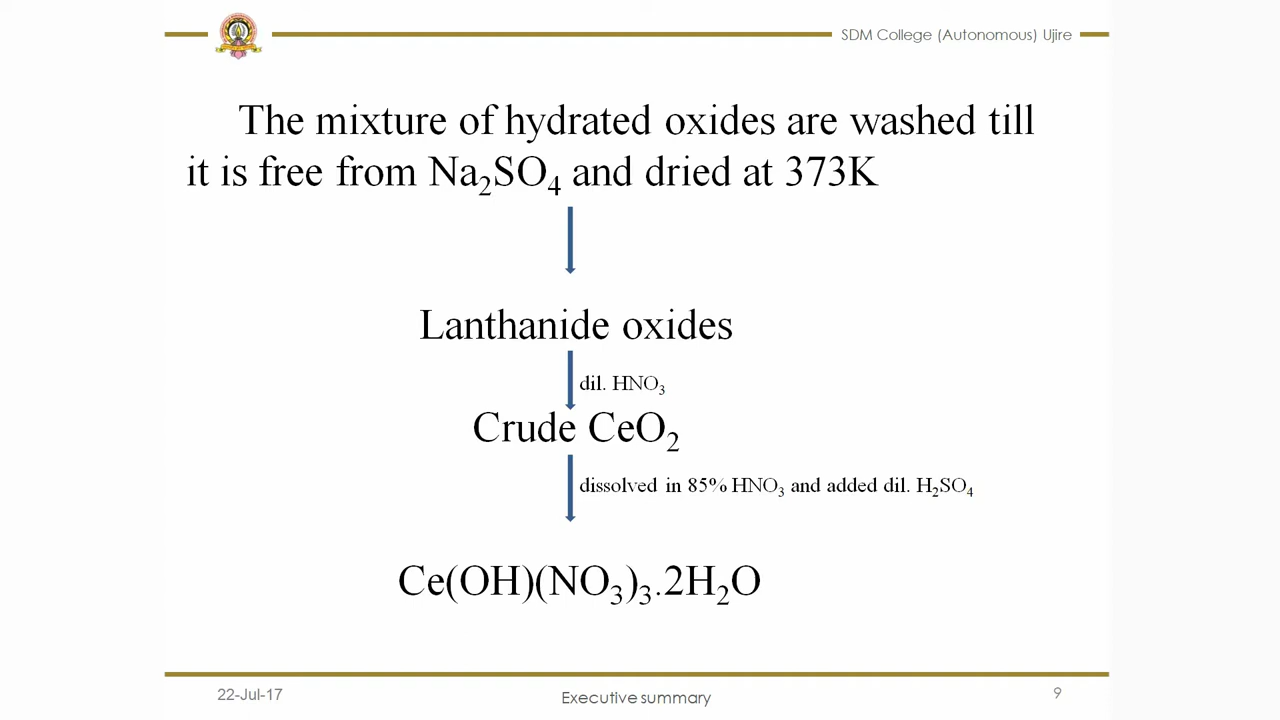 SDM College (Autonomous) Ujire
The mixture of hydrated oxides are washed till
it is free from Na₂SO₄ and dried at 373K
Lanthanide oxides
dil. HNO₃
Crude CeO₂
dissolved in 85% HNO₃ and added dil. H₂SO₄
Ce(OH)(NO₃)₃.2H₂O
22-Jul-17
Executive summary
9